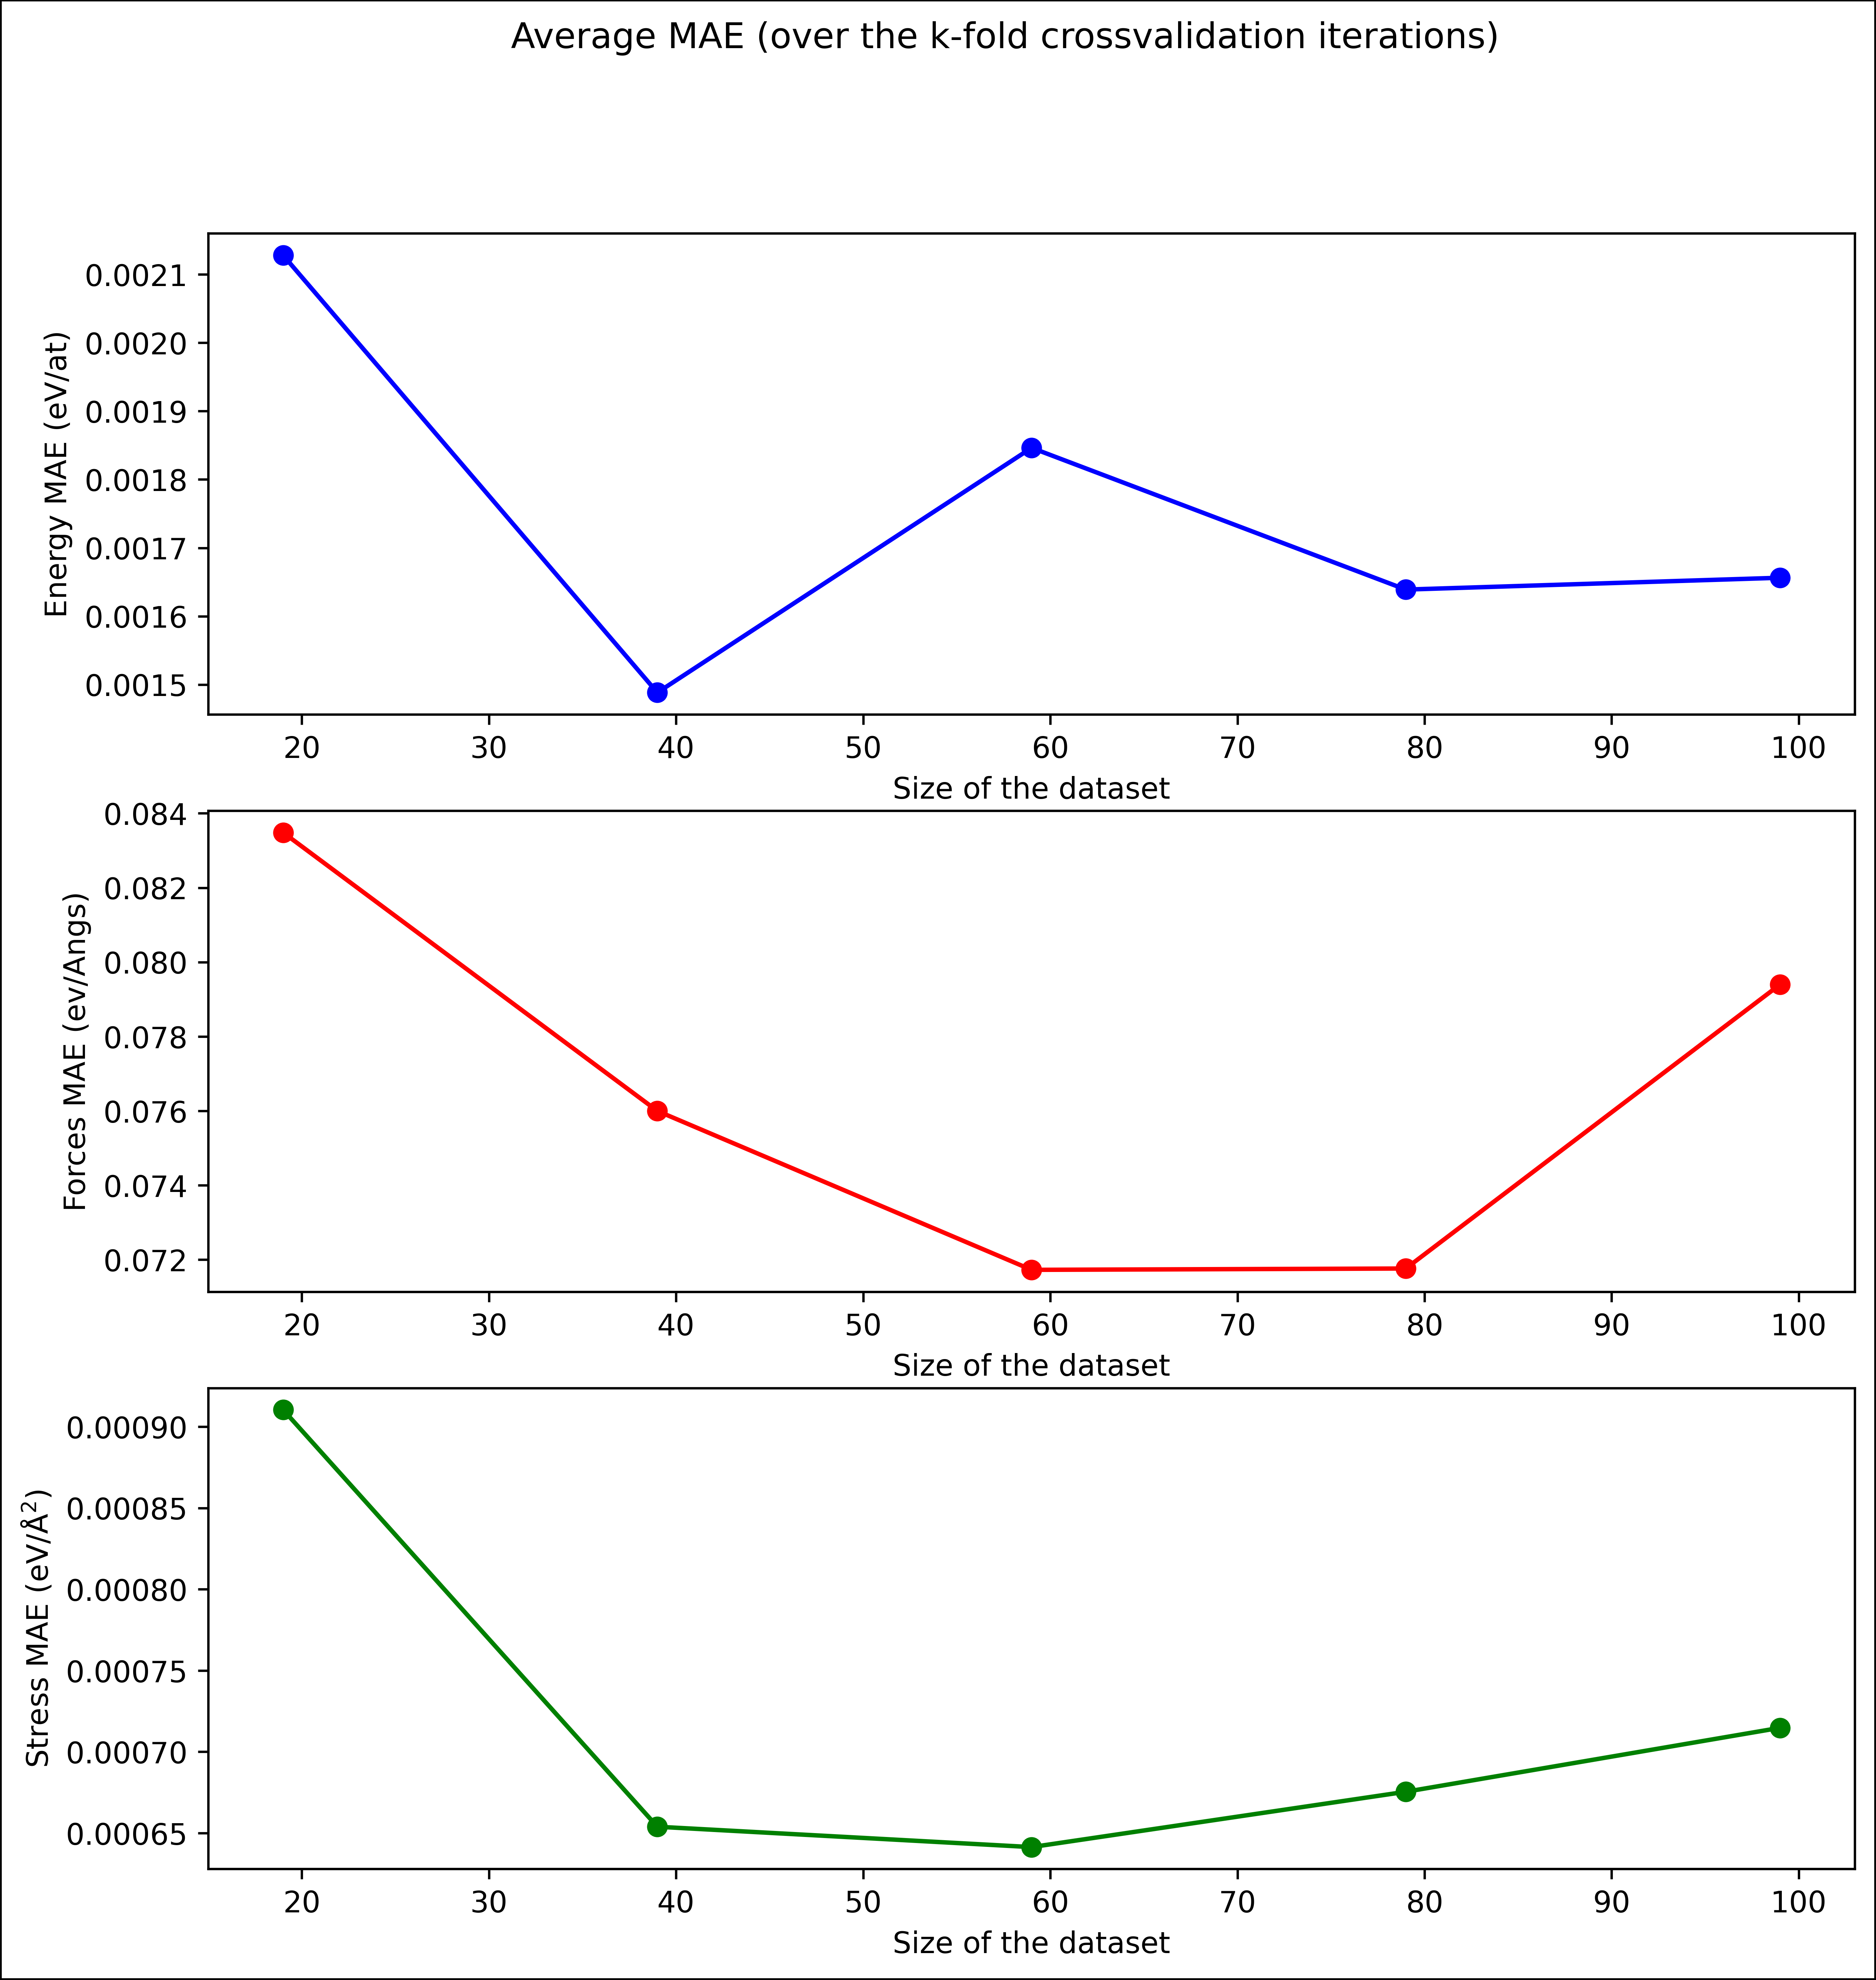 Average MAE (over the k-fold crossvalidation iterations)
0.0021
0.0020
0.0019
0.0018
0.0017
0.0016
0.0015
Energy MAE (eV/at)
20 30 40 50 60 70 80 90 100
Size of the dataset
0.084
0.082
0.080
0.078
0.076
0.074
0.072
Forces MAE (ev/Angs)
20 30 40 50 60 70 80 90 100
Size of the dataset
0.00090
0.00085
0.00080
0.00075
0.00070
0.00065
Stress MAE (eV/Å²)
20 30 40 50 60 70 80 90 100
Size of the dataset